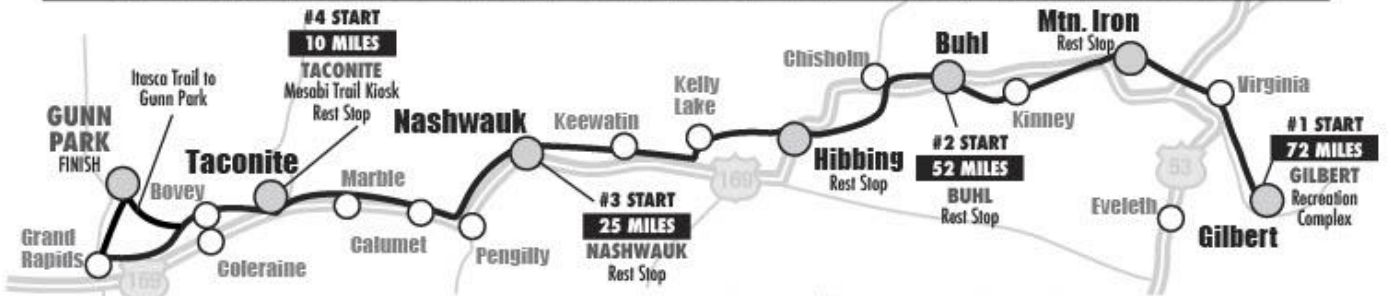 #4 START
10 MILES
TACONITE
Mesabi Trail Kiosk
Rest Stop
Itasca Trail to
Gunn Park
GUNN
PARK
FINISH
Grand
Rapids
169
Bovey
Coleraine
Taconite
Marble
Calumet
Pengilly
Nashwauk
#3 START
25 MILES
NASHWAUK
Rest Stop
Keewatin
Kelly
Lake
169
Hibbing
Rest Stop
Chisholm
Buhl
#2 START
52 MILES
BUHL
Rest Stop
Kinney
Mtn. Iron
Rest Stop
Virginia
53
Eveleth
#1 START
72 MILES
GILBERT
Recreation
Complex
Gilbert